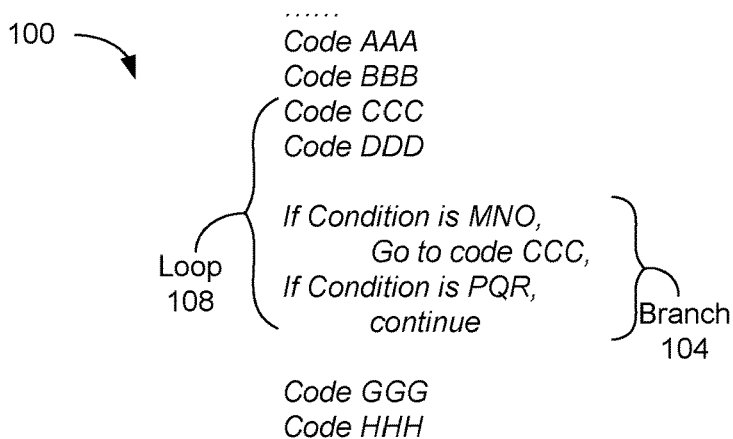 100
......
Code AAA
Code BBB
Code CCC
Code DDD
If Condition is MNO,
Go to code CCC,
If Condition is PQR,
continue
Loop
108
Branch
104
Code GGG
Code HHH